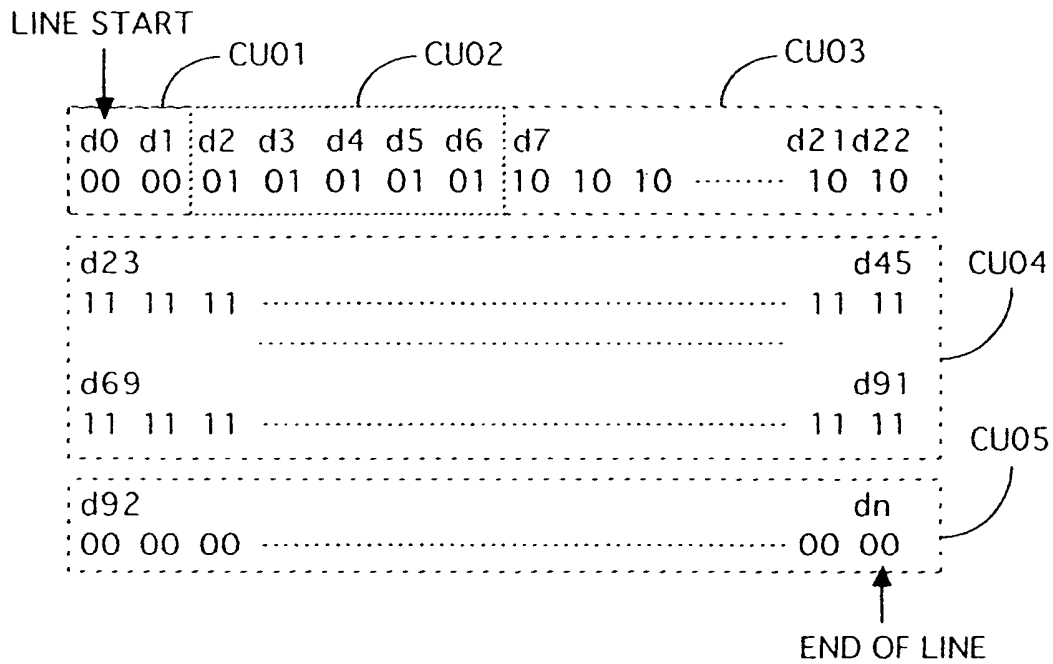 LINE START
CU01 CU02 CU03
d0 d1 d2 d3 d4 d5 d6 d7 d21 d22
00 00 01 01 01 01 01 10 10 10 ········ 10 10
d23 d45 CU04
11 11 11 ········ 11 11
d69 d91
11 11 11 ········ 11 11
CU05
d92 dn
00 00 00 ········ 00 00
END OF LINE